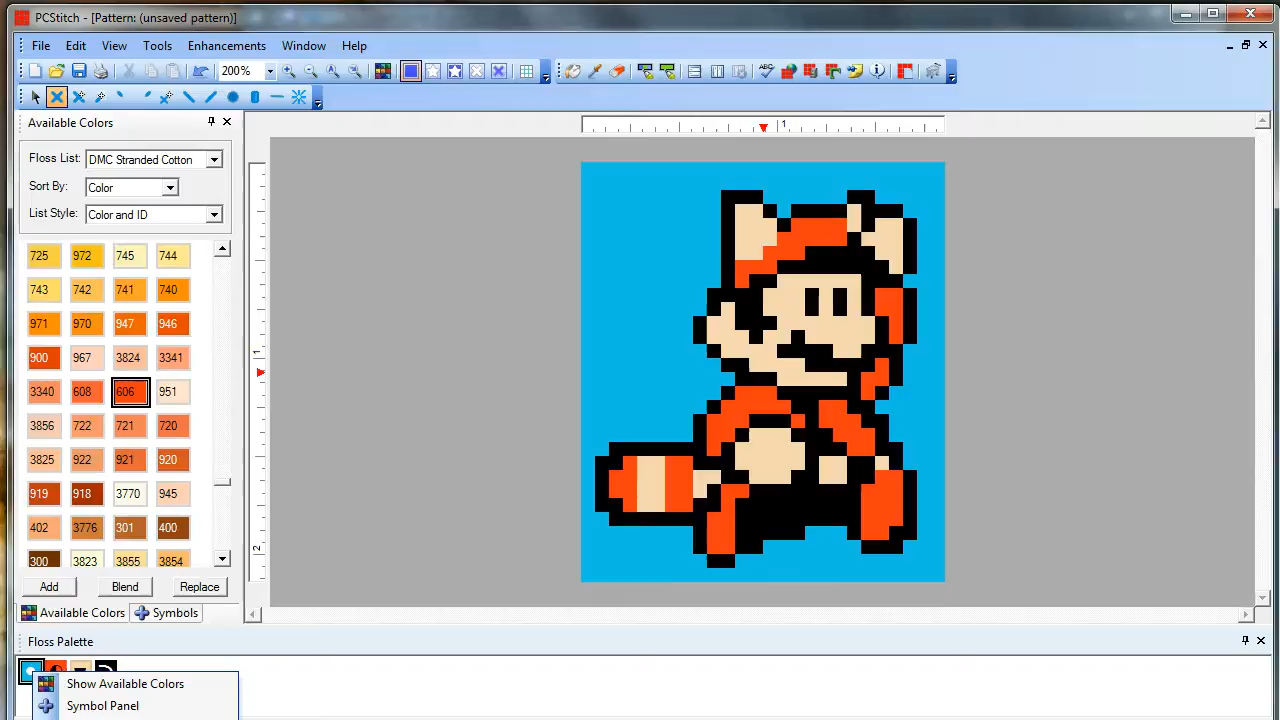 PCStitch - [Pattern: (unsaved pattern)]
File Edit View Tools Enhancements Window Help
200%
Available Colors
1
Floss List: DMC Stranded Cotton
Sort By: Color
List Style: Color and ID
725 972 745 744
743 742 741 740
971 970 947 946
900 967 3824 3341
1
3340 608 606 951
3856 722 721 720
3825 922 921 920
919 918 3770 945
402 3776 301 400
300 3823 3855 3854
2
Add Blend Replace
Available Colors Symbols
Floss Palette
Show Available Colors
Symbol Panel